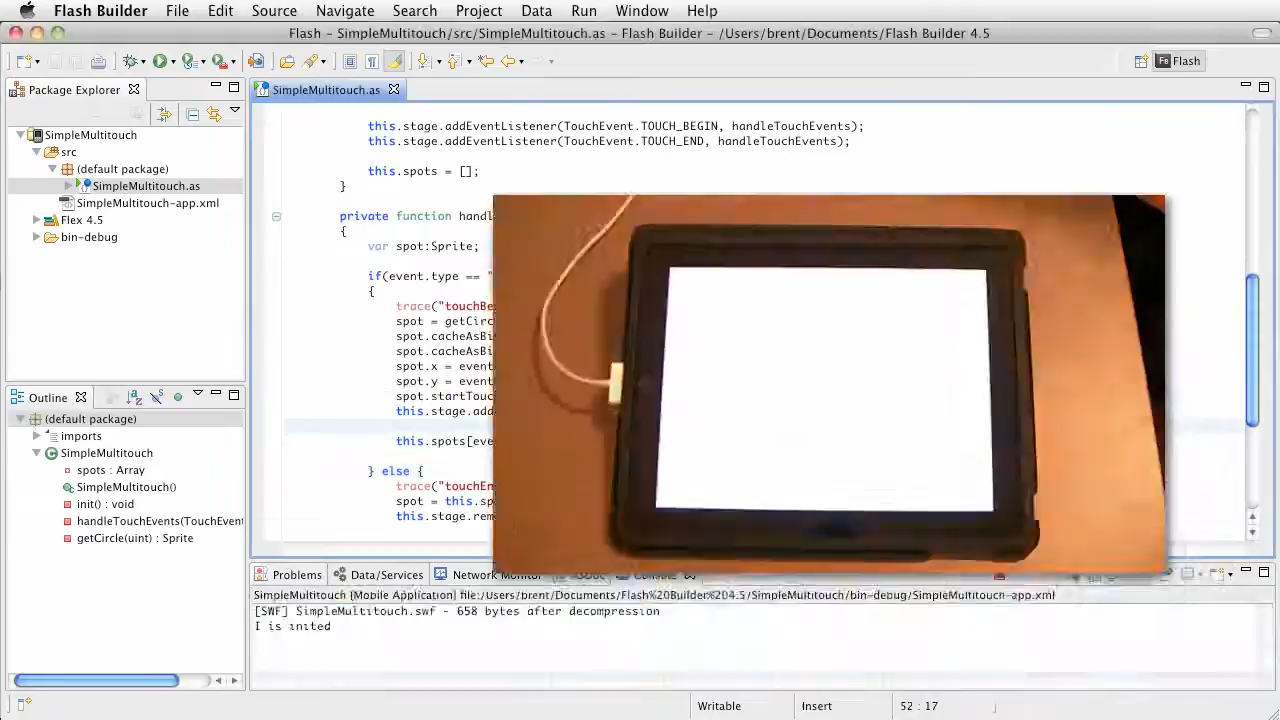 Flash Builder File Edit Source Navigate Search Project Data Run Window Help
Flash – SimpleMultitouch/src/SimpleMultitouch.as – Flash Builder – /Users/brent/Documents/Flash Builder 4.5
Fb Flash
Package Explorer
SimpleMultitouch
src
(default package)
SimpleMultitouch.as
SimpleMultitouch-app.xml
Flex 4.5
bin-debug
Outline
(default package)
imports
SimpleMultitouch
spots : Array
SimpleMultitouch()
init() : void
handleTouchEvents(TouchEven
getCircle(uint) : Sprite
SimpleMultitouch.as
this.stage.addEventListener(TouchEvent.TOUCH_BEGIN, handleTouchEvents);
this.stage.addEventListener(TouchEvent.TOUCH_END, handleTouchEvents);
this.spots = [];
}
private function handl
{
var spot:Sprite;
if(event.type == "
{
trace("touchBe
spot = getCirc
spot.cacheAsBi
spot.cacheAsBi
spot.x = event
spot.y = event
spot.startTouc
this.stage.add
this.spots[eve
} else {
trace("touchEn
spot = this.sp
this.stage.rem
Problems Data/Services Network Monitor
SimpleMultitouch [Mobile Application] file:/Users/brent/Documents/Flash%20Builder%204.5/SimpleMultitouch/bin-debug/SimpleMultitouch-app.xml
[SWF] SimpleMultitouch.swf - 658 bytes after decompression
I is inited
Writable Insert 52 : 17